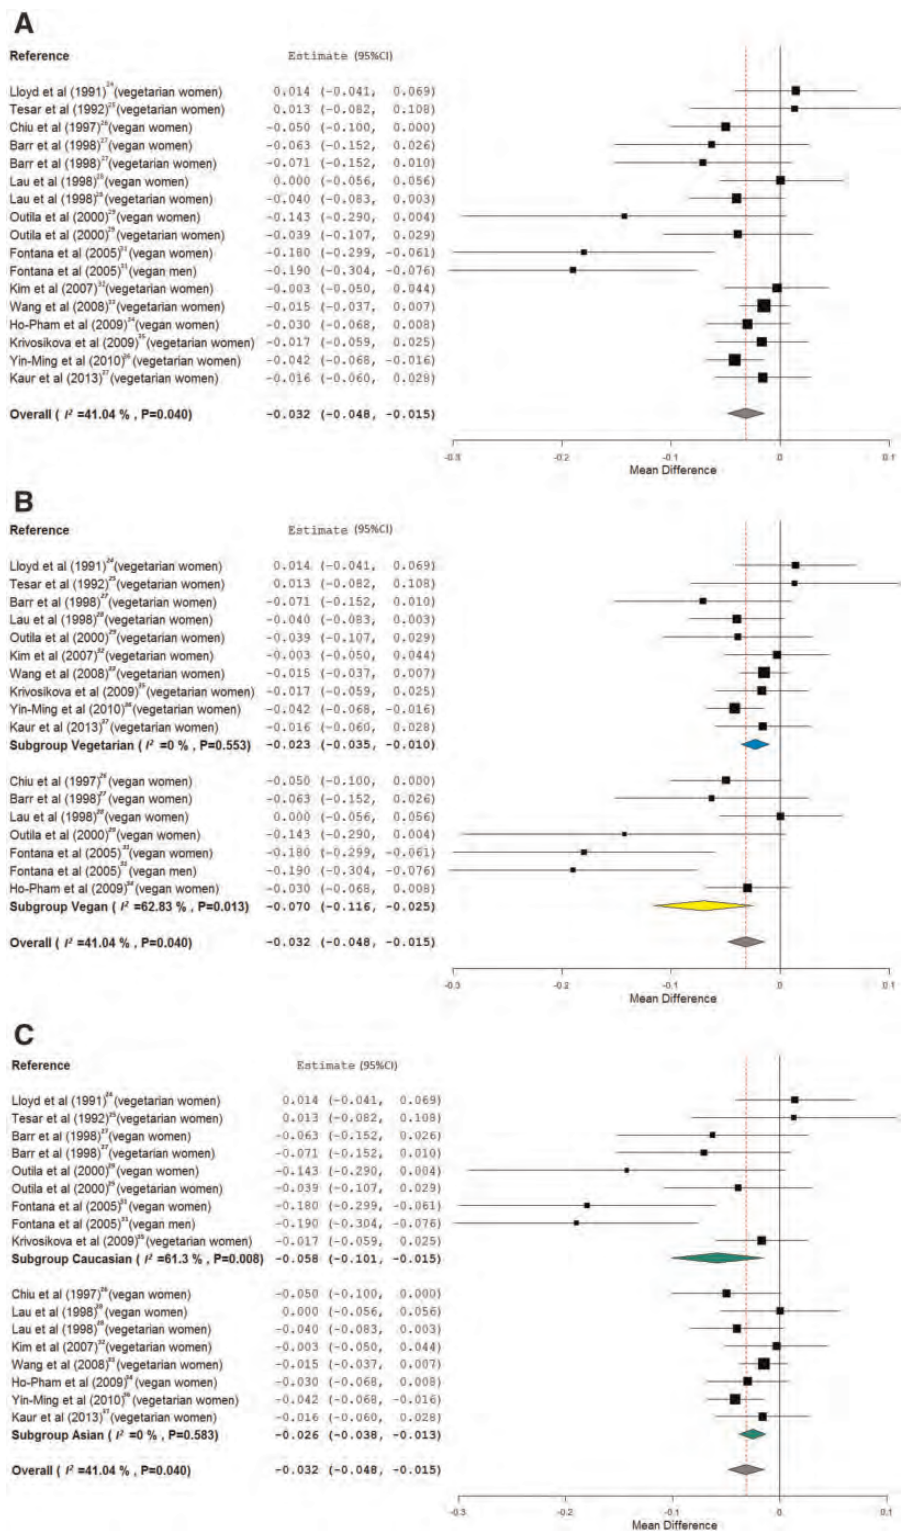 A
Reference Estimate (95%CI)
Lloyd et al (1991)24(vegetarian women) 0.014 (-0.041, 0.069)
Tesar et al (1992)25(vegetarian women) 0.013 (-0.082, 0.108)
Chiu et al (1997)26(vegan women) -0.050 (-0.100, 0.000)
Barr et al (1998)27(vegan women) -0.063 (-0.152, 0.026)
Barr et al (1998)27(vegetarian women) -0.071 (-0.152, 0.010)
Lau et al (1998)28(vegan women) 0.000 (-0.056, 0.056)
Lau et al (1998)28(vegetarian women) -0.040 (-0.083, 0.003)
Outila et al (2000)29(vegan women) -0.143 (-0.290, 0.004)
Outila et al (2000)29(vegetarian women) -0.039 (-0.107, 0.029)
Fontana et al (2005)31(vegan women) -0.180 (-0.299, -0.061)
Fontana et al (2005)31(vegan men) -0.190 (-0.304, -0.076)
Kim et al (2007)32(vegetarian women) -0.003 (-0.050, 0.044)
Wang et al (2008)33(vegetarian women) -0.015 (-0.037, 0.007)
Ho-Pham et al (2009)34(vegan women) -0.030 (-0.068, 0.008)
Krivosikova et al (2009)35(vegetarian women) -0.017 (-0.059, 0.025)
Yin-Ming et al (2010)36(vegetarian women) -0.042 (-0.068, -0.016)
Kaur et al (2013)37(vegetarian women) -0.016 (-0.060, 0.028)
Overall ( I² =41.04 % , P=0.040) -0.032 (-0.048, -0.015)
-0.3 -0.2 -0.1 0 0.1
Mean Difference
B
Reference Estimate (95%CI)
Lloyd et al (1991)24(vegetarian women) 0.014 (-0.041, 0.069)
Tesar et al (1992)25(vegetarian women) 0.013 (-0.082, 0.108)
Barr et al (1998)27(vegetarian women) -0.071 (-0.152, 0.010)
Lau et al (1998)28(vegetarian women) -0.040 (-0.083, 0.003)
Outila et al (2000)29(vegetarian women) -0.039 (-0.107, 0.029)
Kim et al (2007)32(vegetarian women) -0.003 (-0.050, 0.044)
Wang et al (2008)33(vegetarian women) -0.015 (-0.037, 0.007)
Krivosikova et al (2009)35(vegetarian women) -0.017 (-0.059, 0.025)
Yin-Ming et al (2010)36(vegetarian women) -0.042 (-0.068, -0.016)
Kaur et al (2013)37(vegetarian women) -0.016 (-0.060, 0.028)
Subgroup Vegetarian ( I² =0 % , P=0.553) -0.023 (-0.035, -0.010)
Chiu et al (1997)26(vegan women) -0.050 (-0.100, 0.000)
Barr et al (1998)27(vegan women) -0.063 (-0.152, 0.026)
Lau et al (1998)28(vegan women) 0.000 (-0.056, 0.056)
Outila et al (2000)29(vegan women) -0.143 (-0.290, 0.004)
Fontana et al (2005)31(vegan women) -0.180 (-0.299, -0.061)
Fontana et al (2005)31(vegan men) -0.190 (-0.304, -0.076)
Ho-Pham et al (2009)34(vegan women) -0.030 (-0.068, 0.008)
Subgroup Vegan ( I² =62.83 % , P=0.013) -0.070 (-0.116, -0.025)
Overall ( I² =41.04 % , P=0.040) -0.032 (-0.048, -0.015)
-0.3 -0.2 -0.1 0 0.1
Mean Difference
C
Reference Estimate (95%CI)
Lloyd et al (1991)24(vegetarian women) 0.014 (-0.041, 0.069)
Tesar et al (1992)25(vegetarian women) 0.013 (-0.082, 0.108)
Barr et al (1998)27(vegan women) -0.063 (-0.152, 0.026)
Barr et al (1998)27(vegetarian women) -0.071 (-0.152, 0.010)
Outila et al (2000)29(vegan women) -0.143 (-0.290, 0.004)
Outila et al (2000)29(vegetarian women) -0.039 (-0.107, 0.029)
Fontana et al (2005)31(vegan women) -0.180 (-0.299, -0.061)
Fontana et al (2005)31(vegan men) -0.190 (-0.304, -0.076)
Krivosikova et al (2009)35(vegetarian women) -0.017 (-0.059, 0.025)
Subgroup Caucasian ( I² =61.3 % , P=0.008) -0.058 (-0.101, -0.015)
Chiu et al (1997)26(vegan women) -0.050 (-0.100, 0.000)
Lau et al (1998)28(vegan women) 0.000 (-0.056, 0.056)
Lau et al (1998)28(vegetarian women) -0.040 (-0.083, 0.003)
Kim et al (2007)32(vegetarian women) -0.003 (-0.050, 0.044)
Wang et al (2008)33(vegetarian women) -0.015 (-0.037, 0.007)
Ho-Pham et al (2009)34(vegan women) -0.030 (-0.068, 0.008)
Yin-Ming et al (2010)36(vegetarian women) -0.042 (-0.068, -0.016)
Kaur et al (2013)37(vegetarian women) -0.016 (-0.060, 0.028)
Subgroup Asian ( I² =0 % , P=0.583) -0.026 (-0.038, -0.013)
Overall ( I² =41.04 % , P=0.040) -0.032 (-0.048, -0.015)
-0.3 -0.2 -0.1 0 0.1
Mean Difference